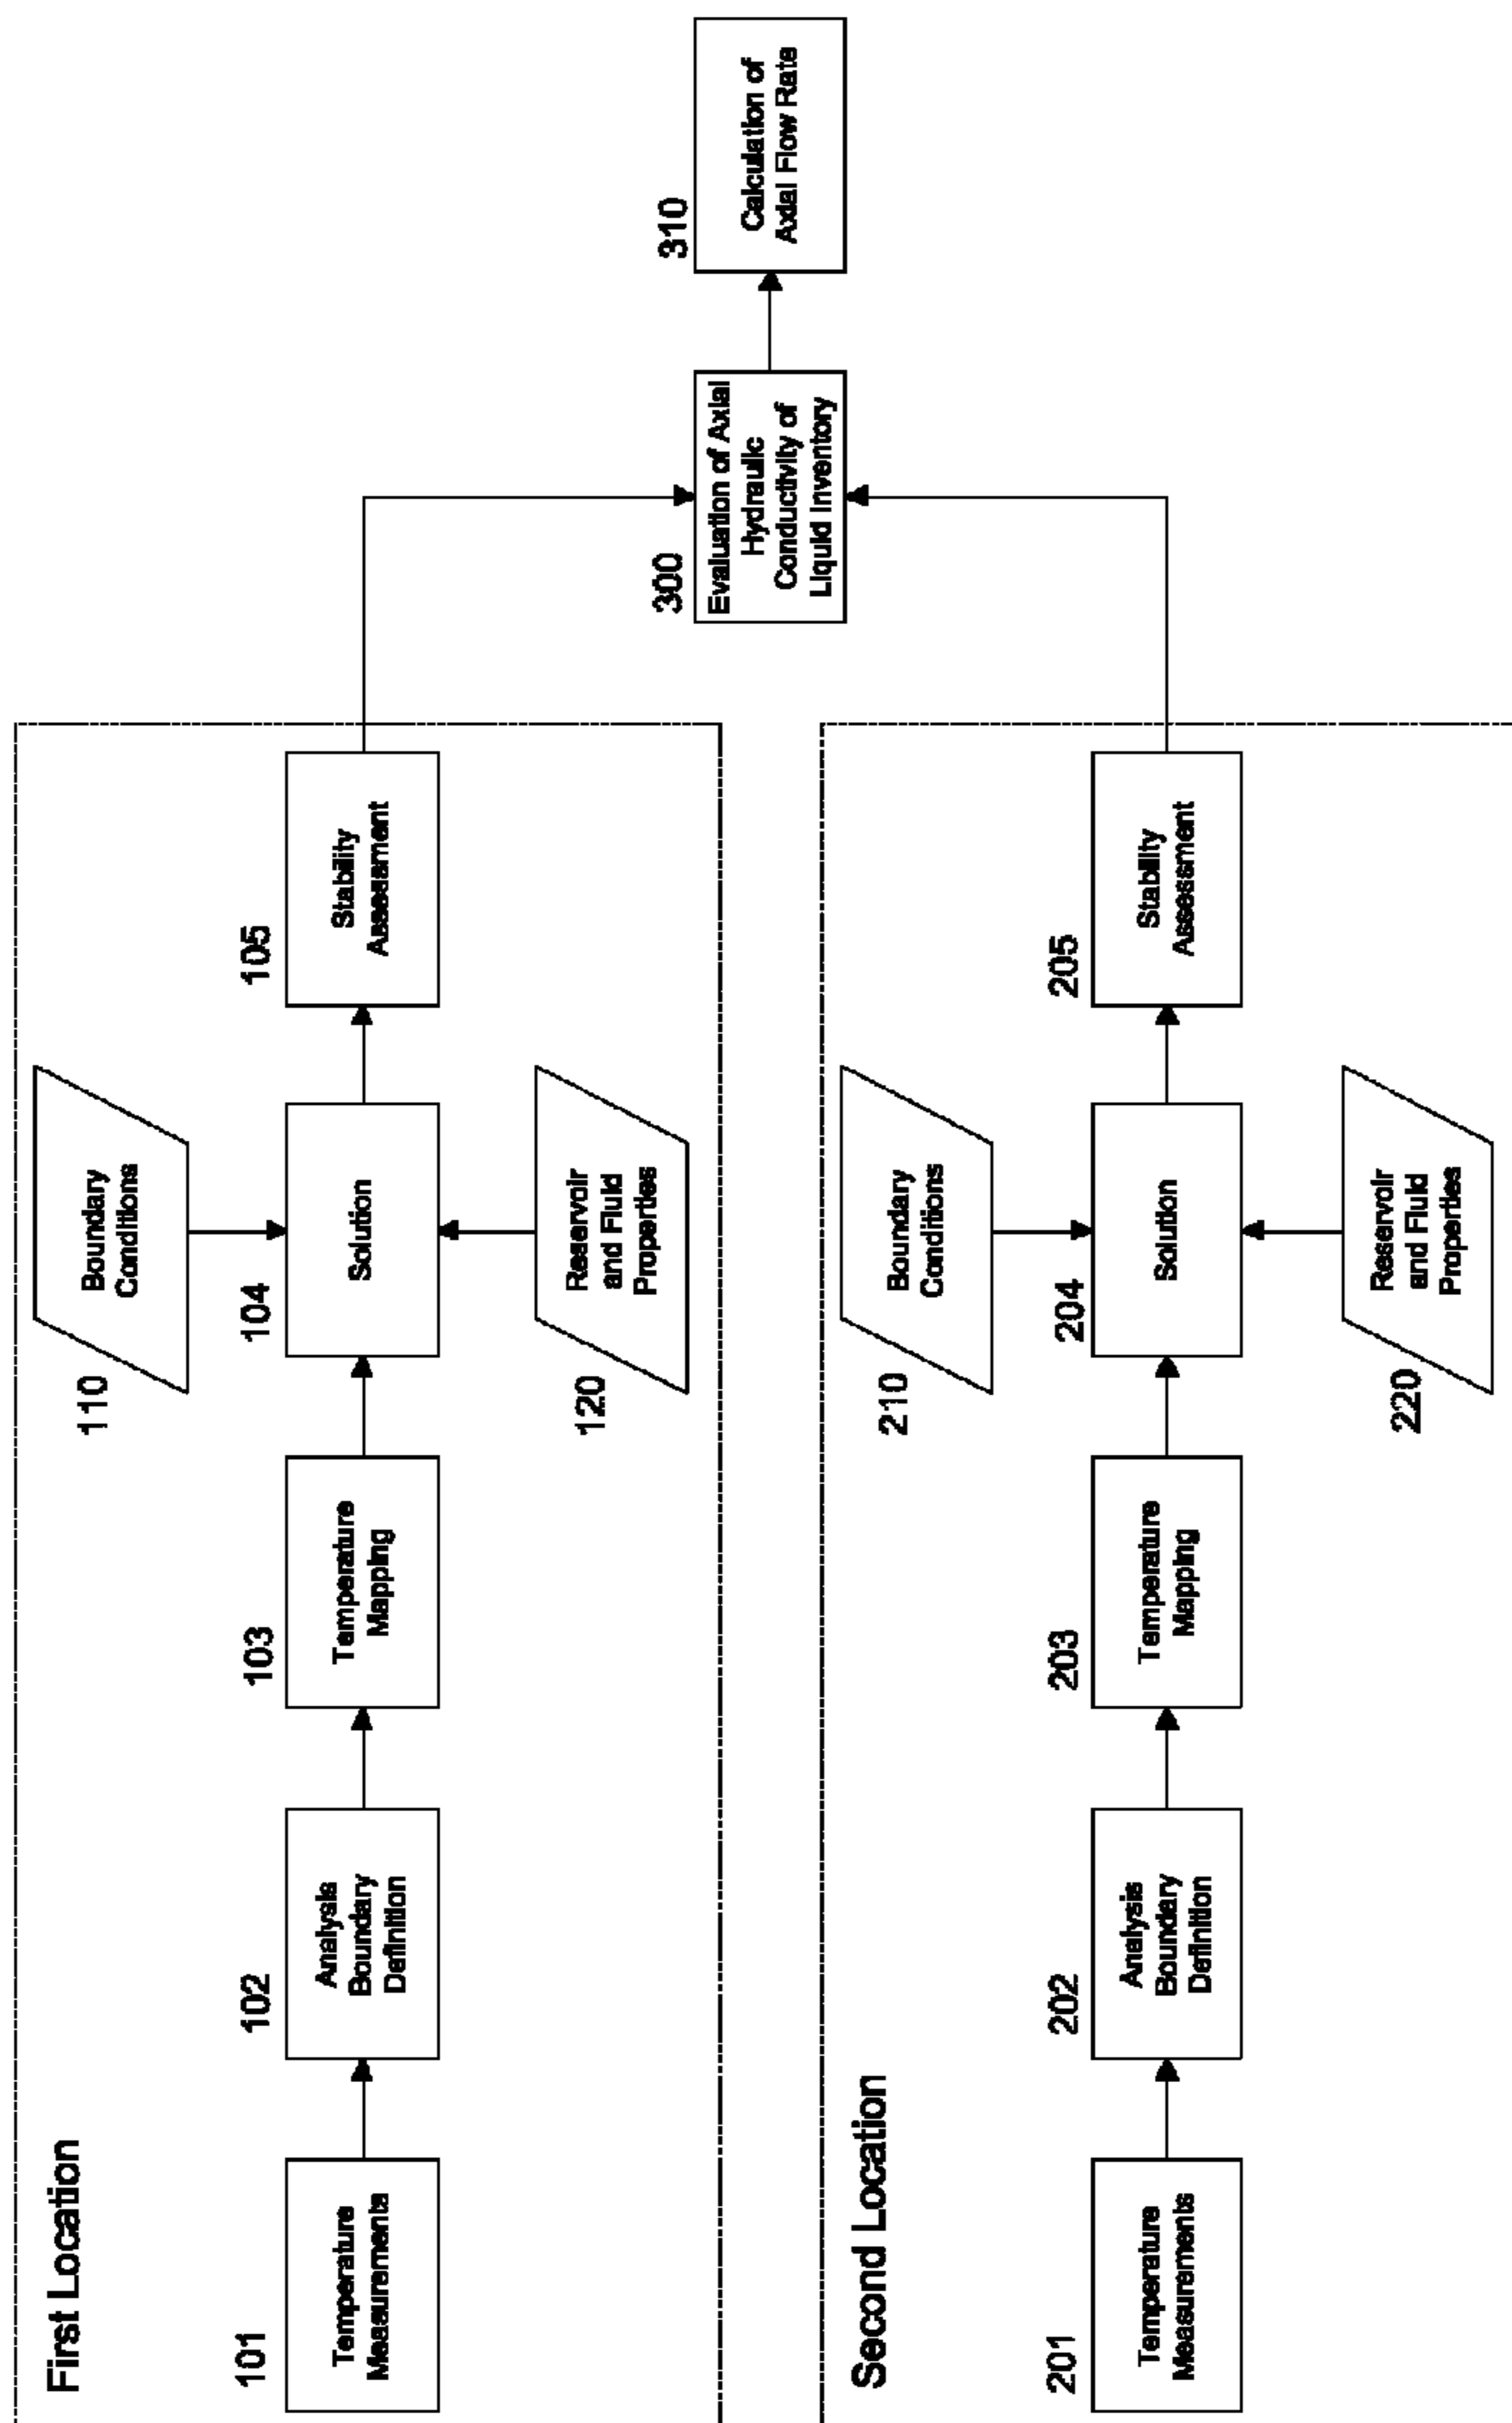 First Location
101
Temperature
Measurements
102
Analysis
Boundary
Definition
103
Temperature
Mapping
110
Boundary
Conditions
104
Solution
120
Reservoir
and Fluid
Properties
105
Stability
Assessment
Second Location
201
Temperature
Measurements
202
Analysis
Boundary
Definition
203
Temperature
Mapping
210
Boundary
Conditions
204
Solution
220
Reservoir
and Fluid
Properties
205
Stability
Assessment
300
Evaluation of Axial
Hydraulic
Conductivity of
Liquid Inventory
310
Calculation of
Axial Flow Rate